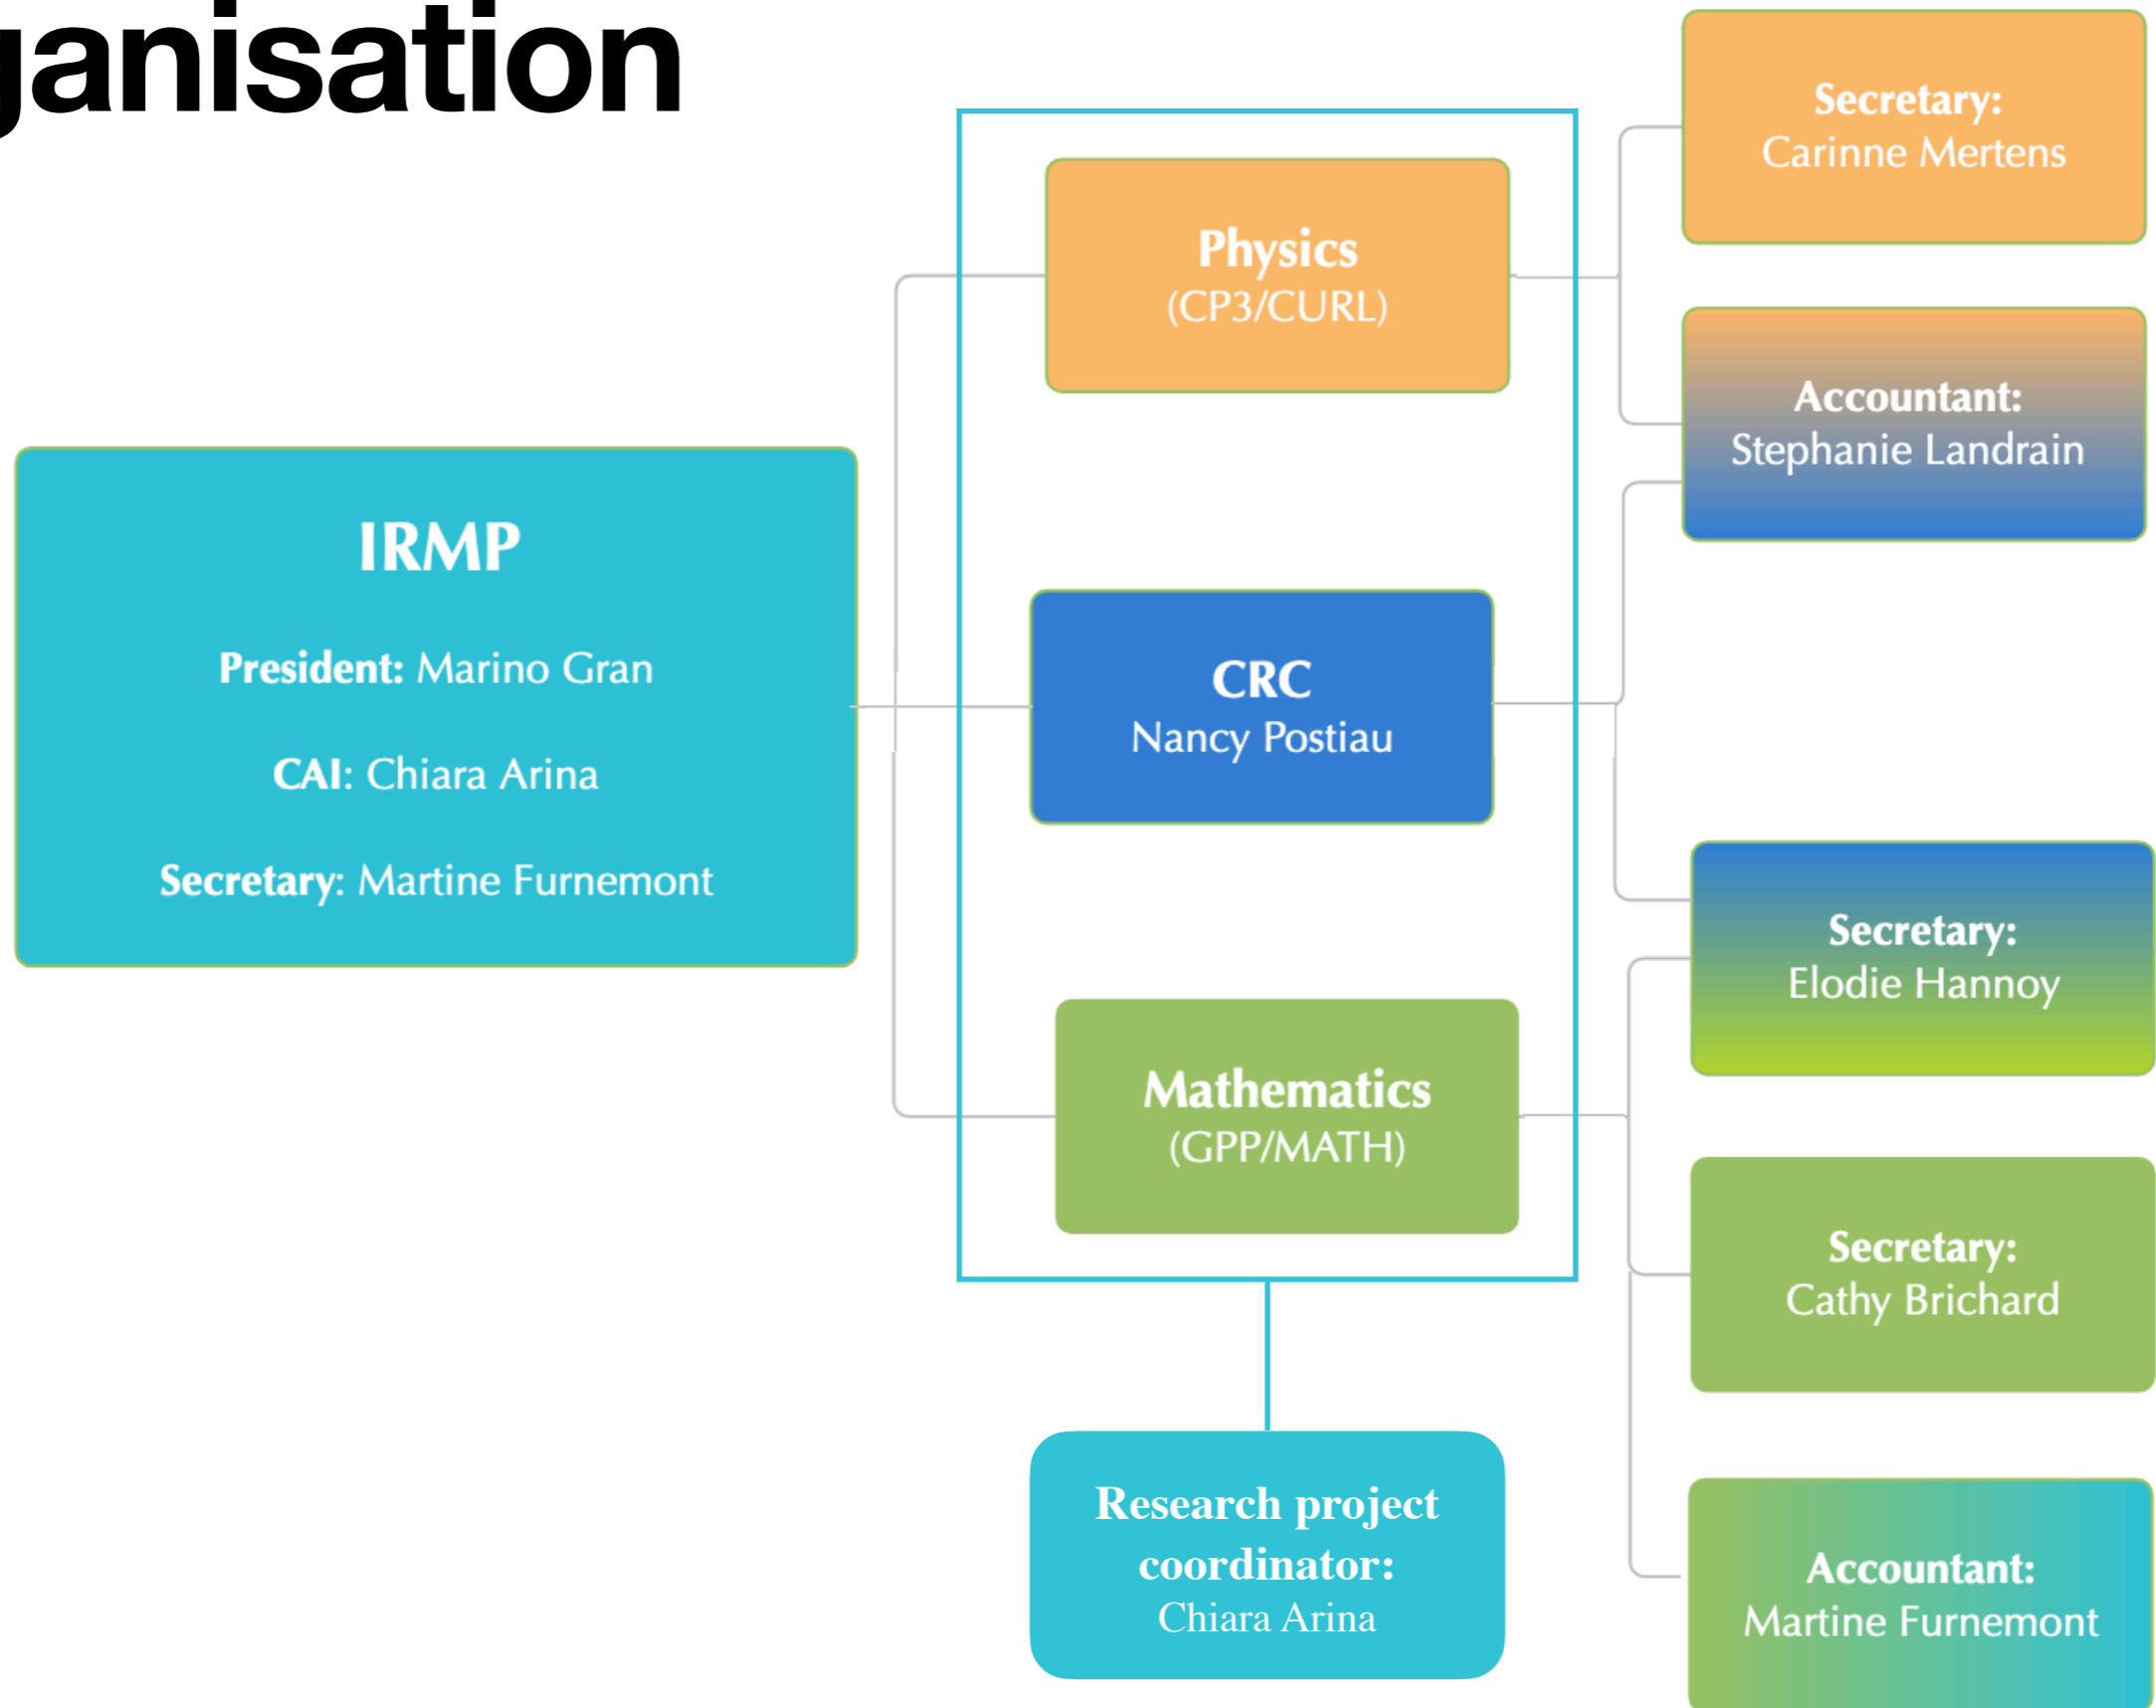 ganisation
IRMP
President: Marino Gran
CAI: Chiara Arina
Secretary: Martine Furnemont
Physics
(CP3/CURL)
CRC
Nancy Postiau
Mathematics
(GPP/MATH)
Research project
coordinator:
Chiara Arina
Secretary:
Carinne Mertens
Accountant:
Stephanie Landrain
Secretary:
Elodie Hannoy
Secretary:
Cathy Brichard
Accountant:
Martine Furnemont